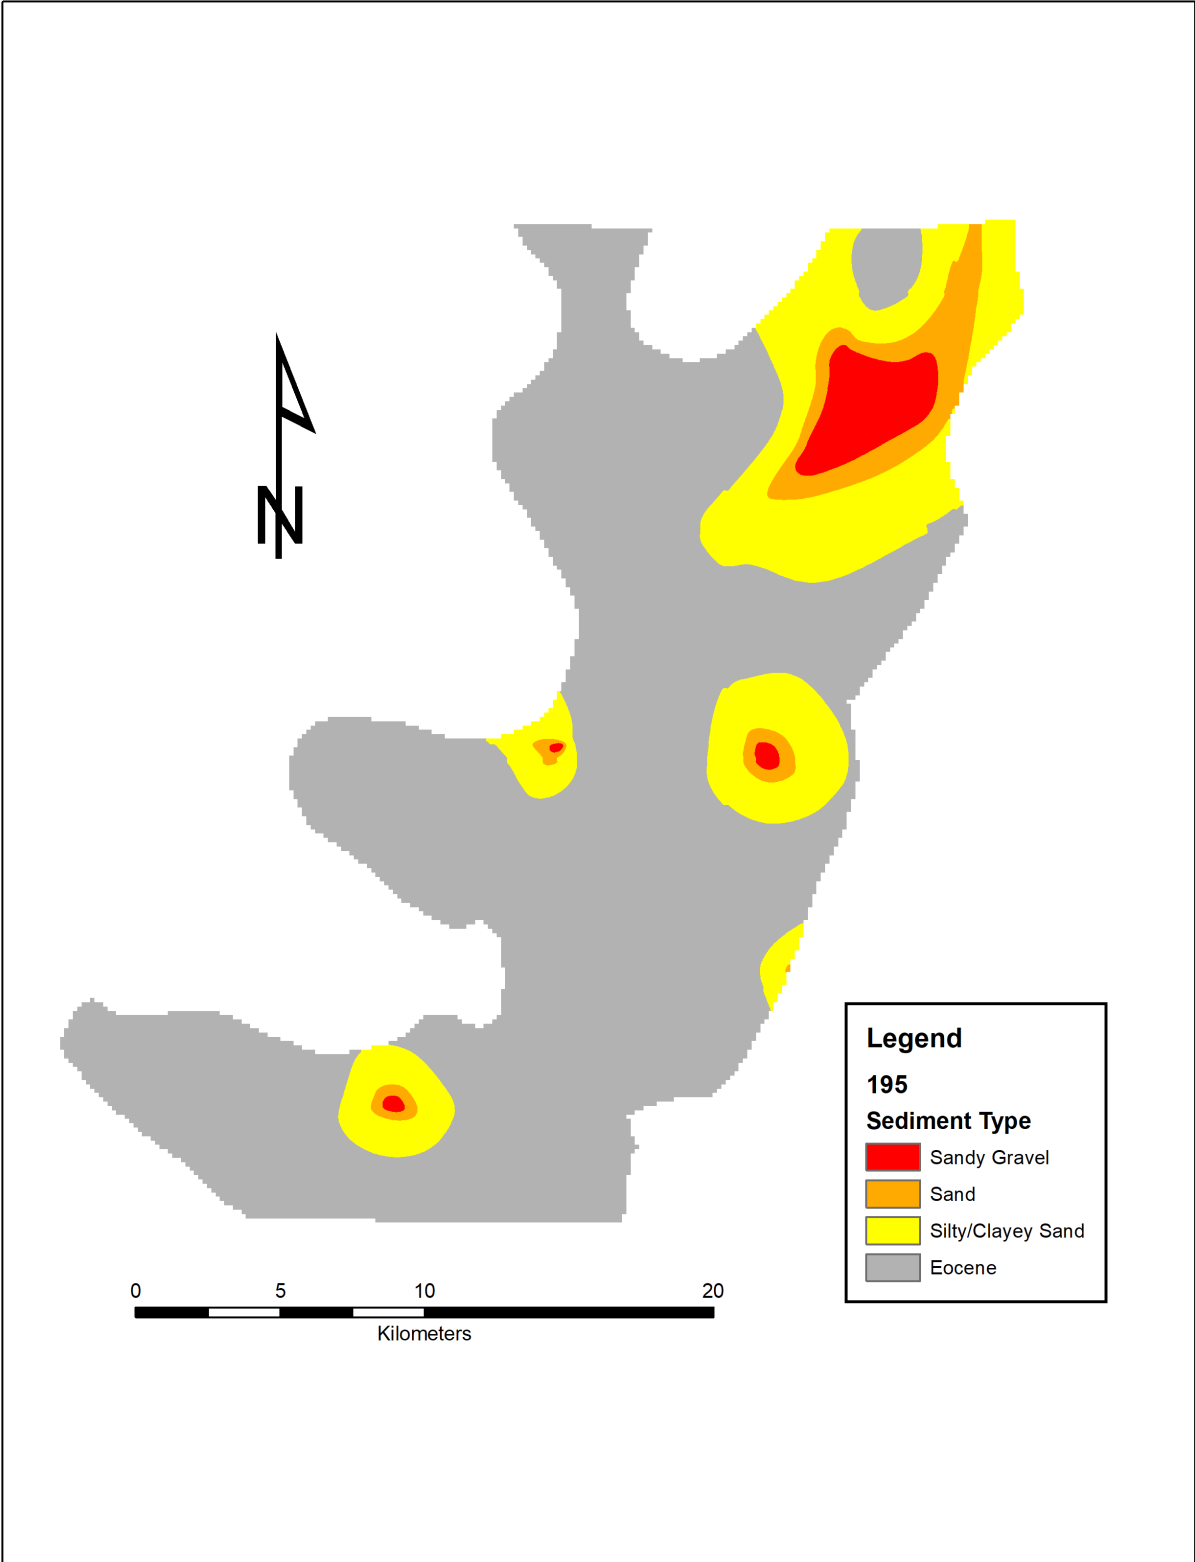 N
Legend
195
Sediment Type
Sandy Gravel
Sand
Silty/Clayey Sand
Eocene
0 5 10 20
Kilometers